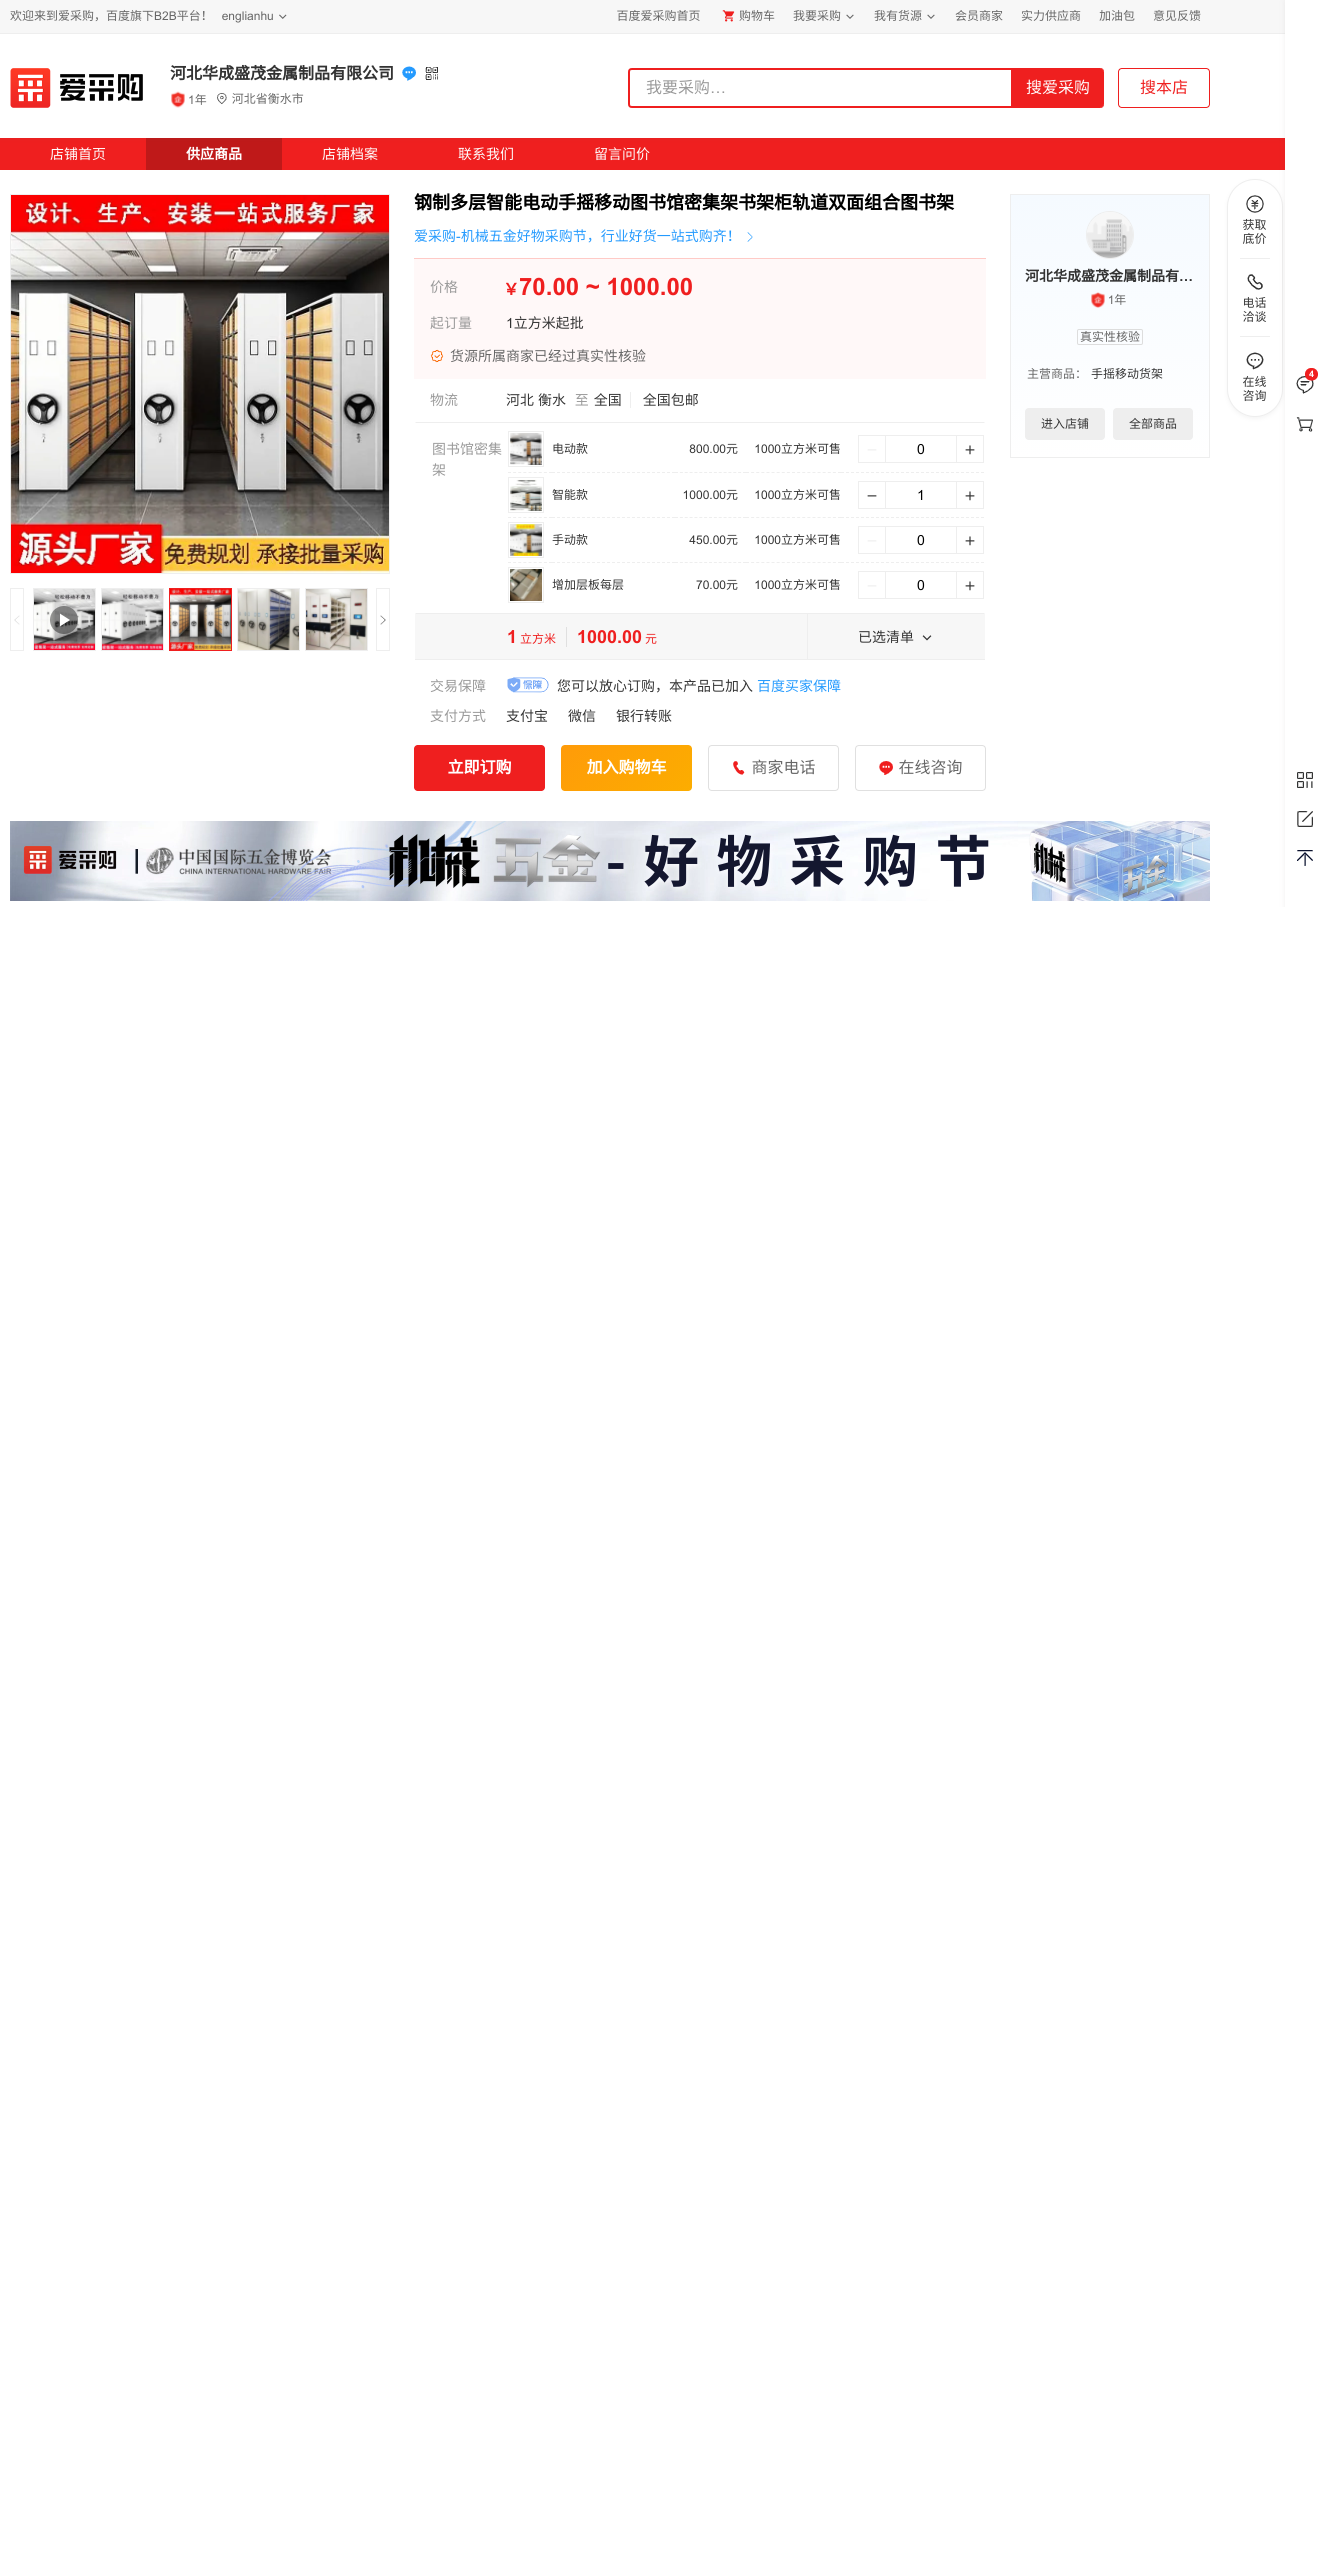 欢迎来到爱采购，百度旗下B2B平台！ englianhu
百度爱采购首页 购物车 我要采购 我有货源 会员商家 实力供应商 加油包 意见反馈
爱采购
河北华成盛茂金属制品有限公司
1年 河北省衡水市
我要采购... 搜爱采购 搜本店
店铺首页 供应商品 店铺档案 联系我们 留言问价
设计、生产、安装一站式服务厂家
源头厂家 免费规划 承接批量采购
钢制多层智能电动手摇移动图书馆密集架书架柜轨道双面组合图书架
爱采购-机械五金好物采购节，行业好货一站式购齐！
价格 ¥70.00 ~ 1000.00
起订量 1立方米起批
货源所属商家已经过真实性核验
物流 河北 衡水 至 全国 全国包邮
图书馆密集架
电动款 800.00元 1000立方米可售 0
智能款 1000.00元 1000立方米可售 1
手动款 450.00元 1000立方米可售 0
增加层板每层 70.00元 1000立方米可售 0
1 立方米 1000.00 元 已选清单
交易保障 保障 您可以放心订购，本产品已加入 百度买家保障
支付方式 支付宝 微信 银行转账
立即订购 加入购物车 商家电话 在线咨询
河北华成盛茂金属制品有...
1年
真实性核验
主营商品： 手摇移动货架
进入店铺 全部商品
获取
底价
电话
洽谈
在线
咨询
4
爱采购 中国国际五金博览会
CHINA INTERNATIONAL HARDWARE FAIR
机械 五金-好物采购节
机械 五金